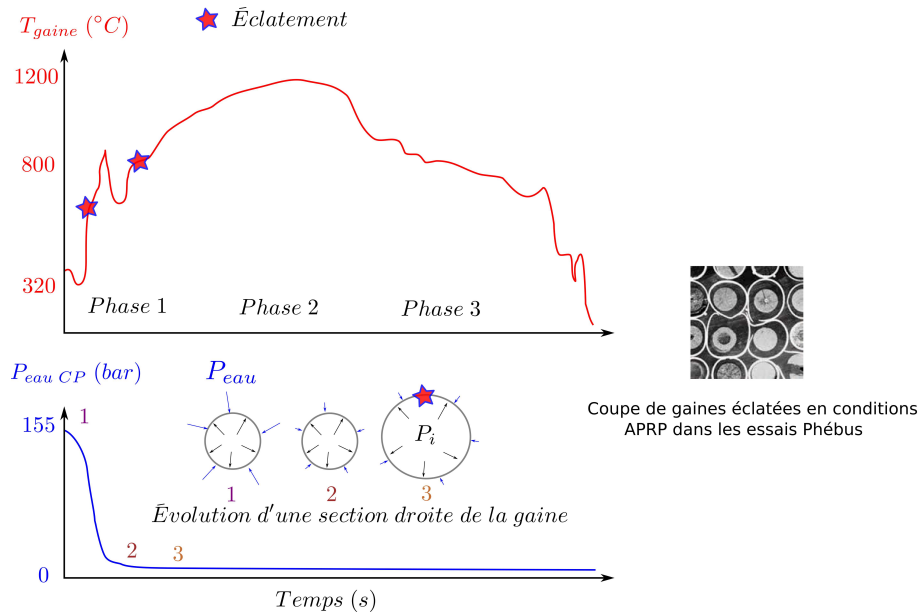 Éclatement
T_gaine (°C)
1200
800
320
Phase 1
Phase 2
Phase 3
P_eau CP (bar)
P_eau
155
1
P_i
1
2
3
Évolution d'une section droite de la gaine
2
3
0
Temps (s)
Coupe de gaines éclatées en conditions
APRP dans les essais Phébus